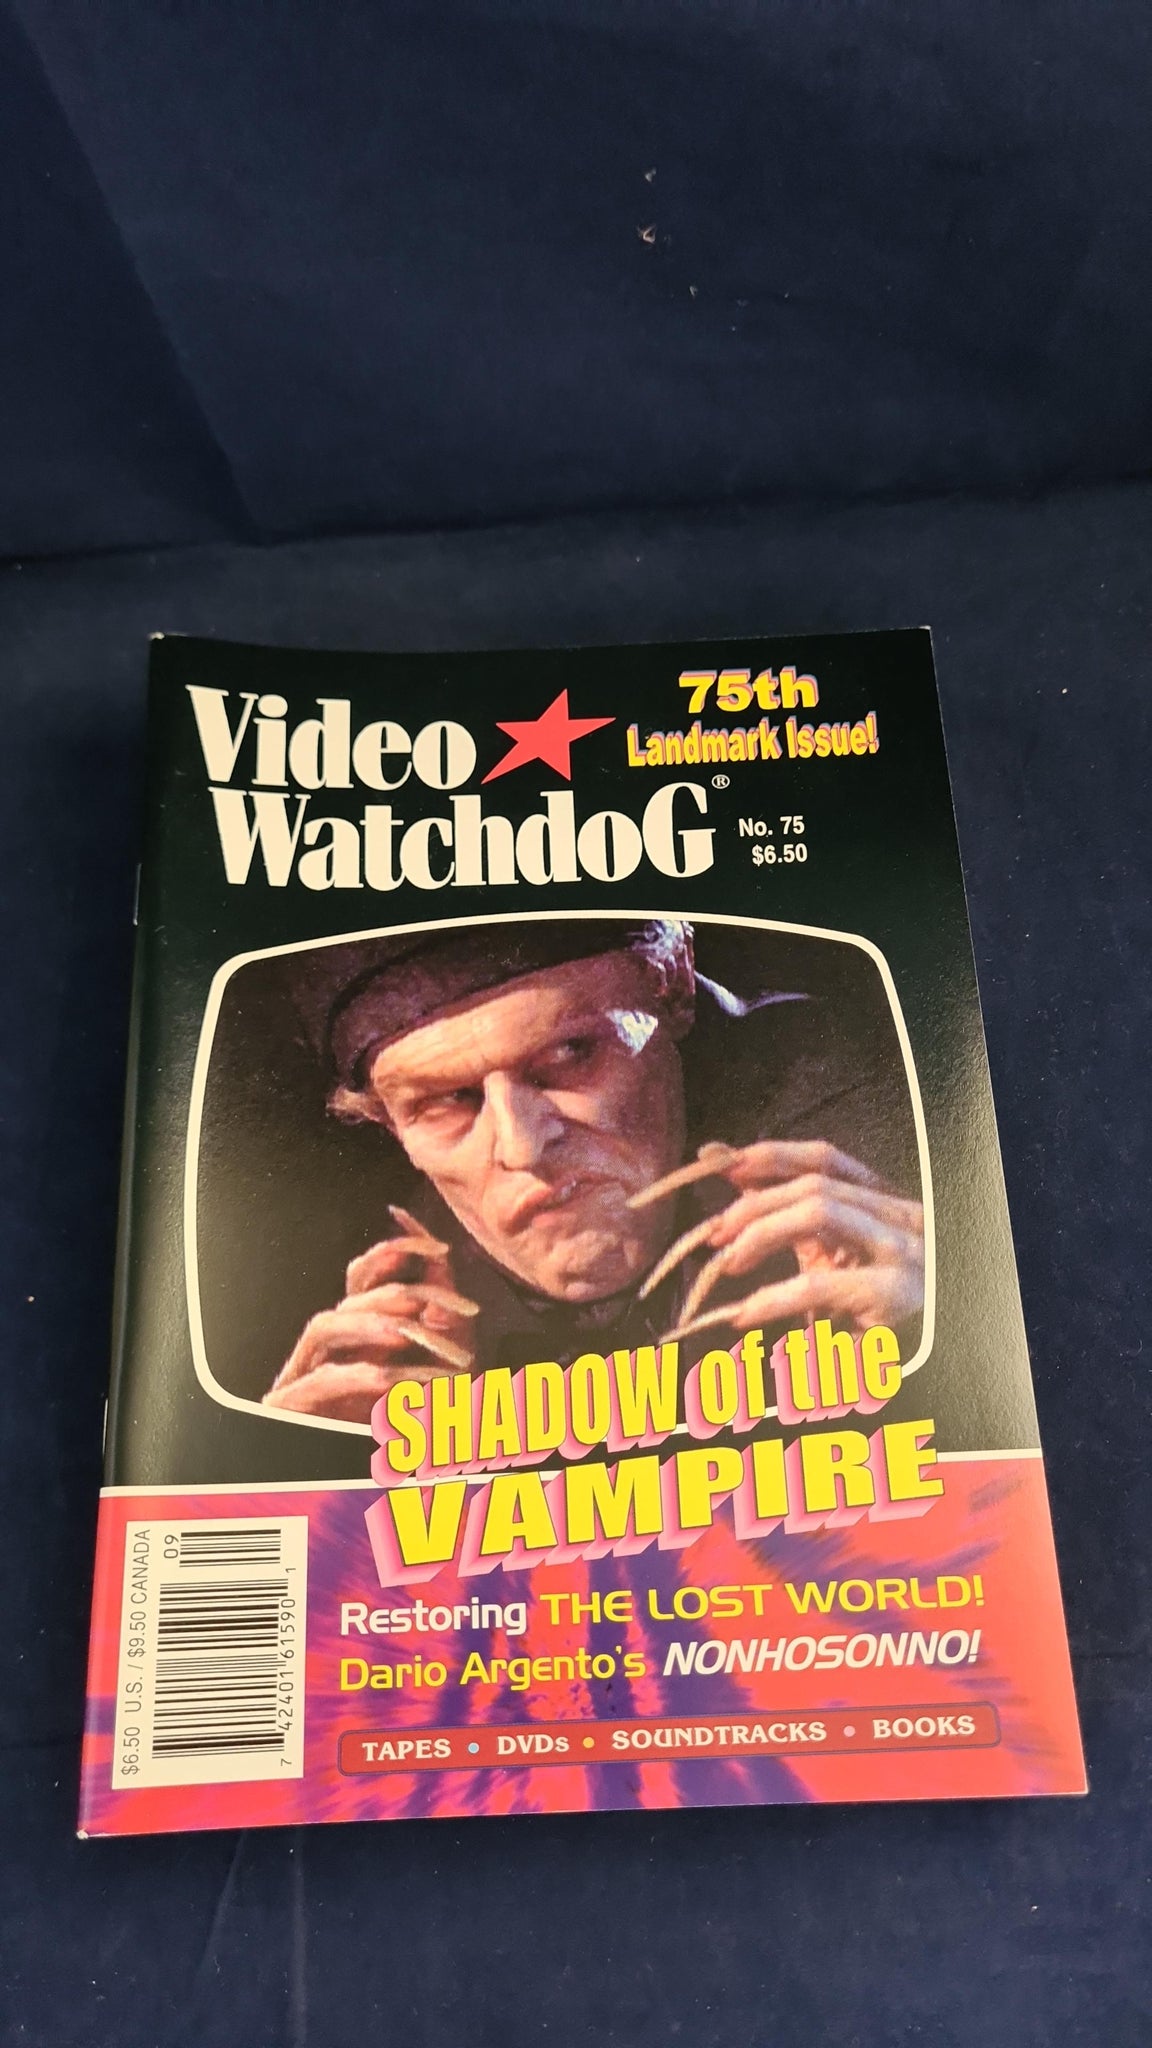 Video
75th
Landmark Issue!
WatchdoG®
No. 75
$6.50
SHADOW of the
VAMPIRE
Restoring THE LOST WORLD!
Dario Argento's NONHOSONNO!
TAPES • DVDs • SOUNDTRACKS • BOOKS
$6.50 U.S. / $9.50 CANADA
09
7 42401 61590 1